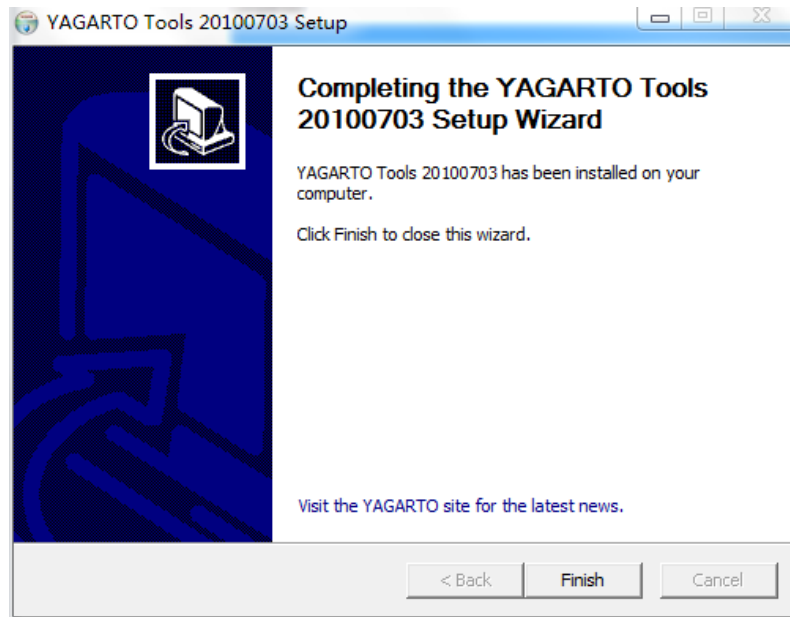 YAGARTO Tools 20100703 Setup
Completing the YAGARTO Tools
20100703 Setup Wizard
YAGARTO Tools 20100703 has been installed on your
computer.
Click Finish to close this wizard.
Visit the YAGARTO site for the latest news.
< Back Finish Cancel